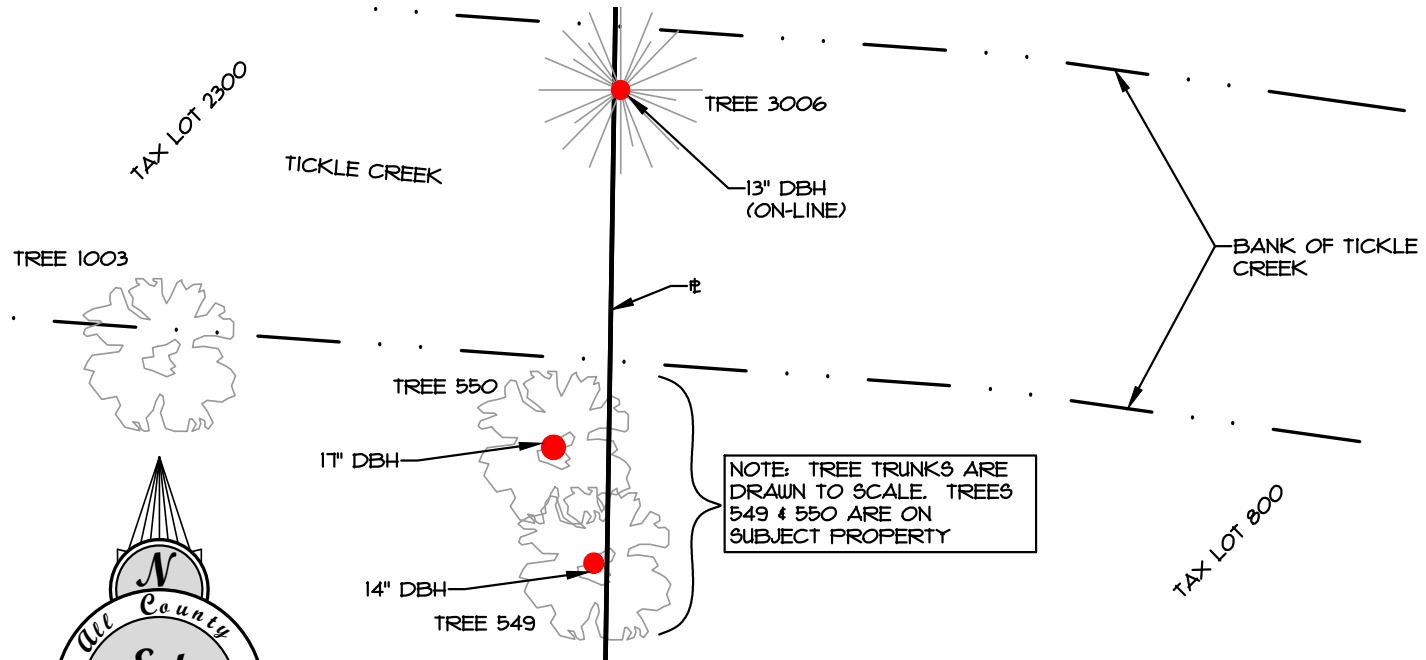 TAX LOT 2300
TICKLE CREEK
TREE 3006
13" DBH
(ON-LINE)
TREE 1003
BANK OF TICKLE
CREEK
PL
TREE 550
17" DBH
NOTE: TREE TRUNKS ARE
DRAWN TO SCALE. TREES
549 & 550 ARE ON
SUBJECT PROPERTY
TAX LOT 800
14" DBH
TREE 549
N
All County